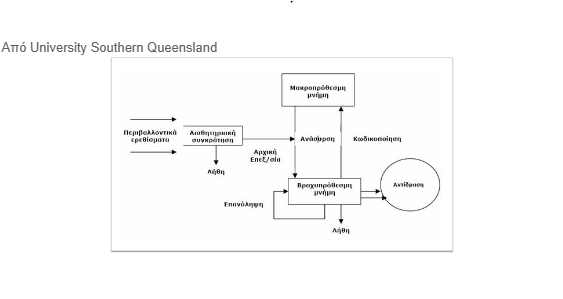 Από University Southern Queensland
Μακροπρόθεσμη
μνήμη
Περιβαλλοντικά
ερεθίσματα
Αισθητηριακή
συγκράτηση
Αρχική
Επεξ/σία
Ανάσυρση
Κωδικοποίηση
Λήθη
Βραχυπρόθεσμη
μνήμη
Αντίδραση
Επανάληψη
Λήθη